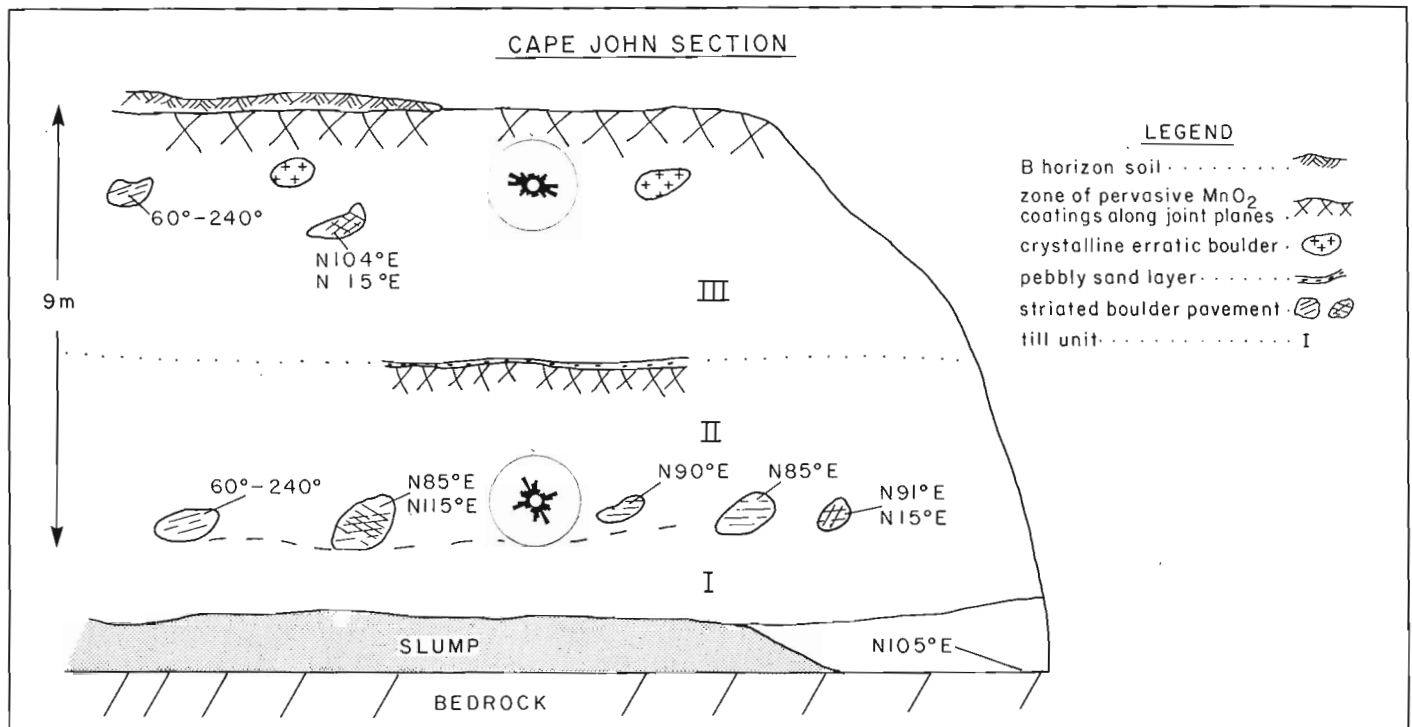 CAPE JOHN SECTION
9m
60°-240°
N104°E
N 15°E
III
II
60°-240°
N85°E
N115°E
N90°E
N85°E
N91°E
N15°E
I
SLUMP
N105°E
BEDROCK
LEGEND
B horizon soil
zone of pervasive MnO₂
coatings along joint planes
crystalline erratic boulder
pebbly sand layer
striated boulder pavement
till unit I